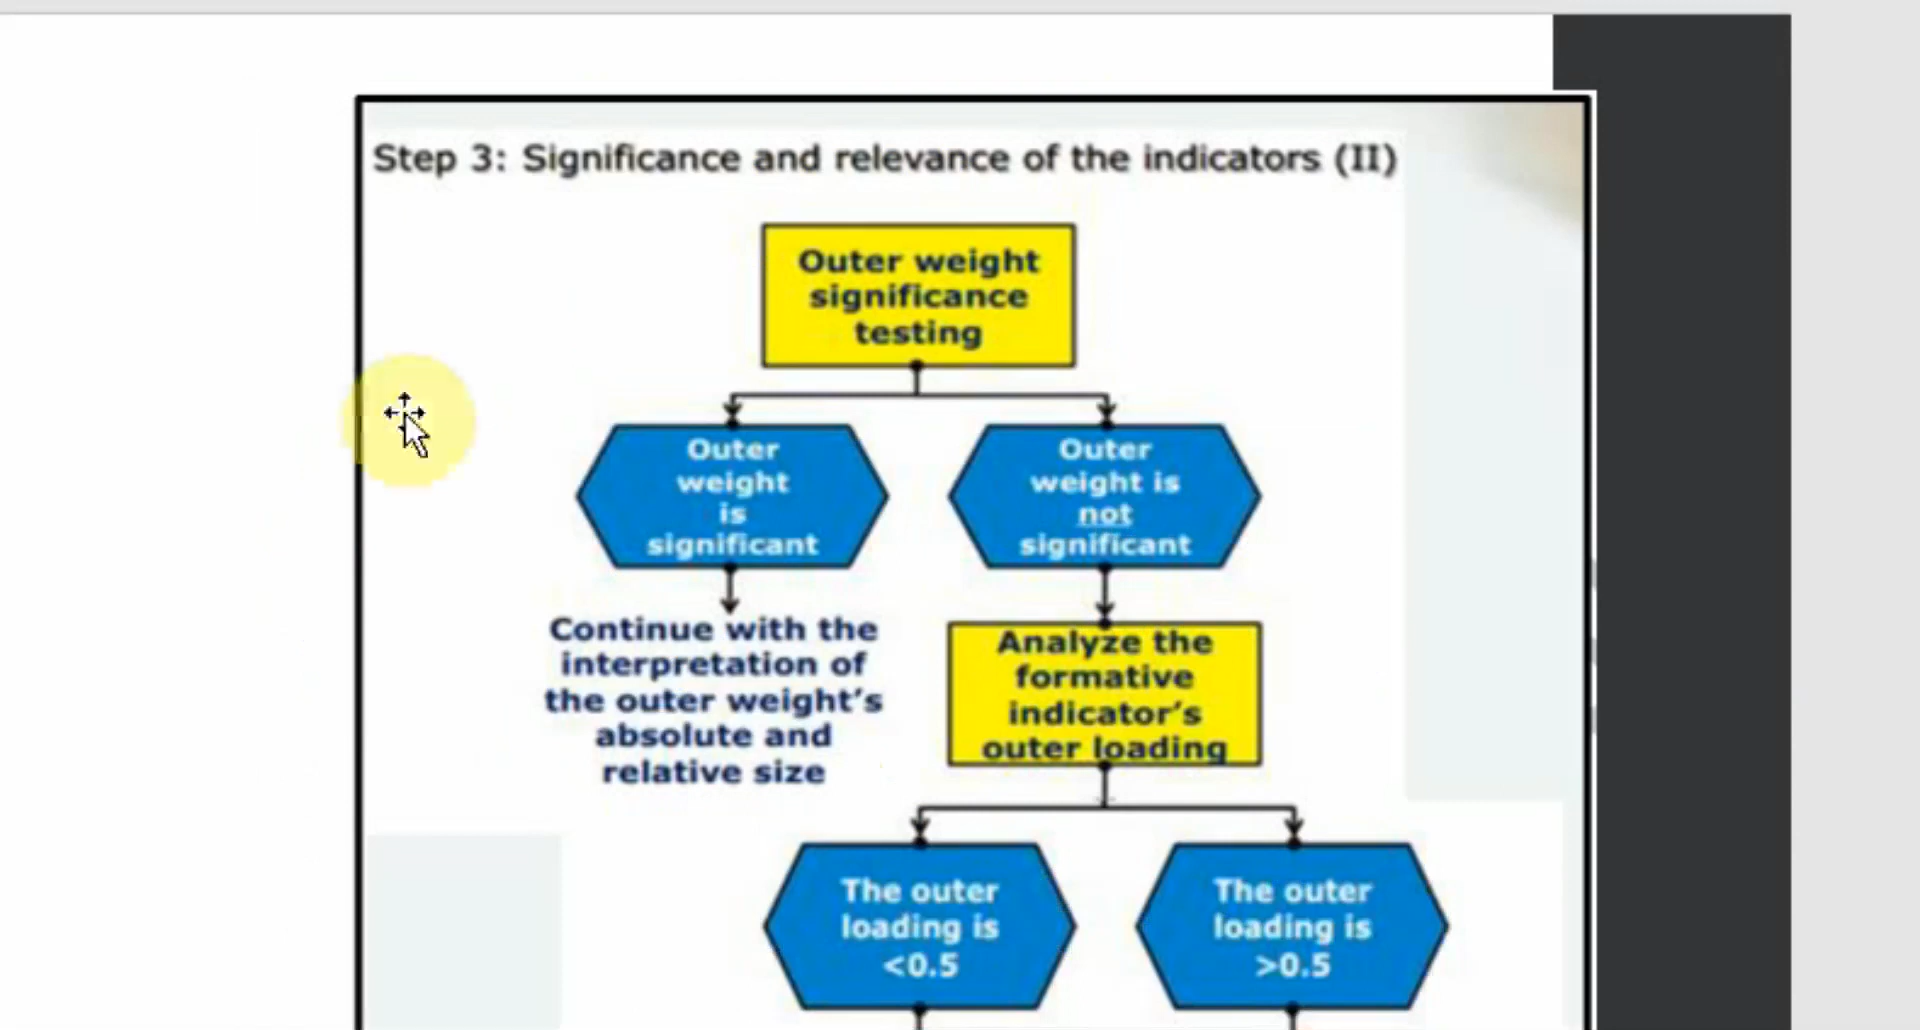 Step 3: Significance and relevance of the indicators (II)
Outer weight
significance
testing
Outer
weight
is
significant
Outer
weight is
not
significant
Continue with the
interpretation of
the outer weight’s
absolute and
relative size
Analyze the
formative
indicator’s
outer loading
The outer
loading is
<0.5
The outer
loading is
>0.5